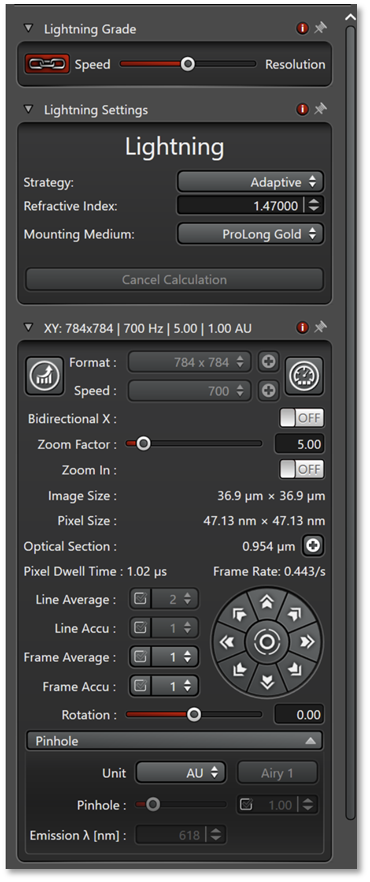 Lightning Grade
Speed Resolution
Lightning Settings
Lightning
Strategy: Adaptive
Refractive Index: 1.47000
Mounting Medium: ProLong Gold
Cancel Calculation
XY: 784x784 | 700 Hz | 5.00 | 1.00 AU
Format : 784 x 784
Speed : 700
Bidirectional X : OFF
Zoom Factor : 5.00
Zoom In : OFF
Image Size : 36.9 µm × 36.9 µm
Pixel Size : 47.13 nm × 47.13 nm
Optical Section : 0.954 µm
Pixel Dwell Time : 1.02 µs Frame Rate: 0.443/s
Line Average : 2
Line Accu : 1
Frame Average : 1
Frame Accu : 1
Rotation : 0.00
Pinhole
Unit AU Airy 1
Pinhole : 1.00
Emission λ [nm] : 618